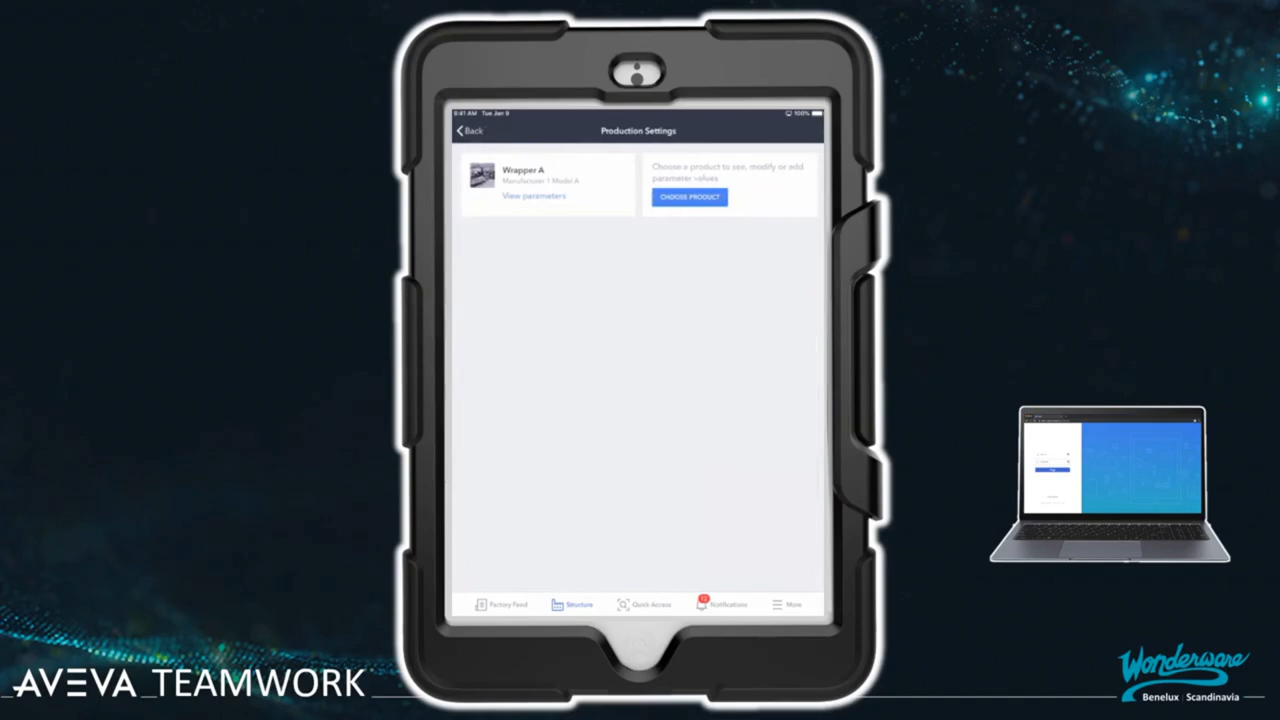 9:41 AM Tue Jan 9
100%
Back
Production Settings
Wrapper A
Manufacturer 1 Model A
View parameters
Choose a product to see, modify or add
parameter values
CHOOSE PRODUCT
Factory Feed
Structure
Quick Access
12
Notifications
More
AVEVA TEAMWORK
Wonderware
Benelux | Scandinavia